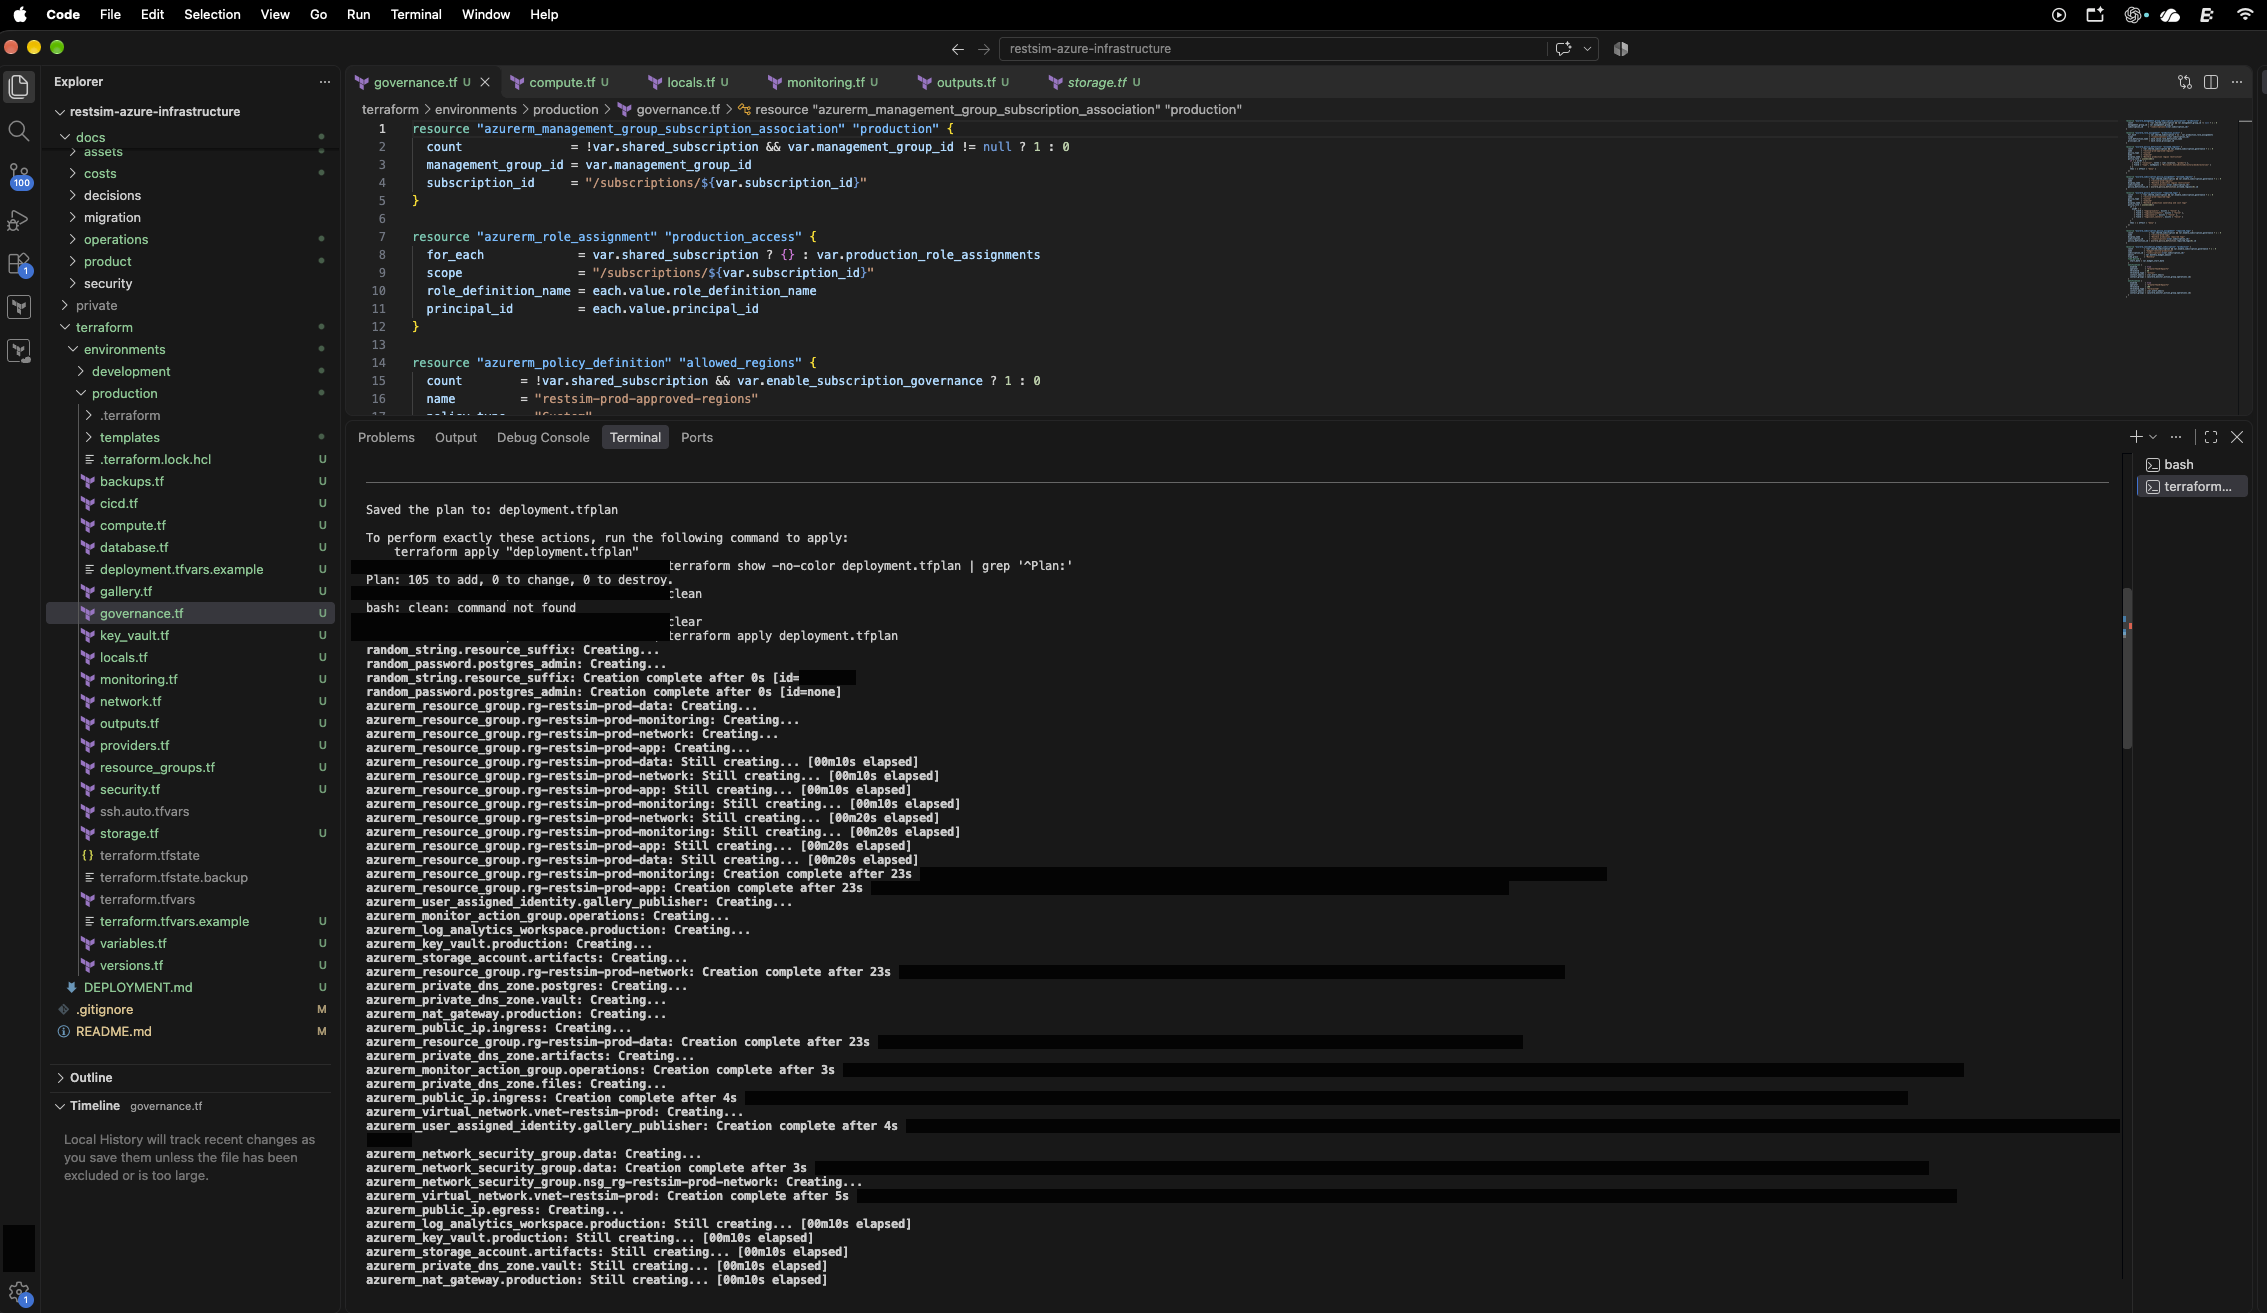 Code File Edit Selection View Go Run Terminal Window Help
restsim-azure-infrastructure
Explorer
restsim-azure-infrastructure
docs
assets
costs
decisions
migration
operations
product
security
private
terraform
environments
development
production
.terraform
templates
.terraform.lock.hcl U
backups.tf U
cicd.tf U
compute.tf U
database.tf U
deployment.tfvars.example U
gallery.tf U
governance.tf U
key_vault.tf U
locals.tf U
monitoring.tf U
network.tf U
outputs.tf U
providers.tf U
resource_groups.tf U
security.tf U
ssh.auto.tfvars
storage.tf U
terraform.tfstate
terraform.tfstate.backup
terraform.tfvars
terraform.tfvars.example U
variables.tf U
versions.tf U
DEPLOYMENT.md U
.gitignore M
README.md M
Outline
Timeline governance.tf
Local History will track recent changes as
you save them unless the file has been
excluded or is too large.
100
1
1
governance.tf U compute.tf U locals.tf U monitoring.tf U outputs.tf U storage.tf U
terraform > environments > production > governance.tf > resource "azurerm_management_group_subscription_association" "production"
1 resource "azurerm_management_group_subscription_association" "production" {
2 count = !var.shared_subscription && var.management_group_id != null ? 1 : 0
3 management_group_id = var.management_group_id
4 subscription_id = "/subscriptions/${var.subscription_id}"
5 }
6
7 resource "azurerm_role_assignment" "production_access" {
8 for_each = var.shared_subscription ? {} : var.production_role_assignments
9 scope = "/subscriptions/${var.subscription_id}"
10 role_definition_name = each.value.role_definition_name
11 principal_id = each.value.principal_id
12 }
13
14 resource "azurerm_policy_definition" "allowed_regions" {
15 count = !var.shared_subscription && var.enable_subscription_governance ? 1 : 0
16 name = "restsim-prod-approved-regions"
17 policy_type = "Custom"
Problems Output Debug Console Terminal Ports
bash
terraform...
Saved the plan to: deployment.tfplan
To perform exactly these actions, run the following command to apply:
terraform apply "deployment.tfplan"
terraform show -no-color deployment.tfplan | grep '^Plan:'
Plan: 105 to add, 0 to change, 0 to destroy.
clean
bash: clean: command not found
clear
terraform apply deployment.tfplan
random_string.resource_suffix: Creating...
random_password.postgres_admin: Creating...
random_string.resource_suffix: Creation complete after 0s [id=
random_password.postgres_admin: Creation complete after 0s [id=none]
azurerm_resource_group.rg-restsim-prod-data: Creating...
azurerm_resource_group.rg-restsim-prod-monitoring: Creating...
azurerm_resource_group.rg-restsim-prod-network: Creating...
azurerm_resource_group.rg-restsim-prod-app: Creating...
azurerm_resource_group.rg-restsim-prod-data: Still creating... [00m10s elapsed]
azurerm_resource_group.rg-restsim-prod-network: Still creating... [00m10s elapsed]
azurerm_resource_group.rg-restsim-prod-app: Still creating... [00m10s elapsed]
azurerm_resource_group.rg-restsim-prod-monitoring: Still creating... [00m10s elapsed]
azurerm_resource_group.rg-restsim-prod-network: Still creating... [00m20s elapsed]
azurerm_resource_group.rg-restsim-prod-monitoring: Still creating... [00m20s elapsed]
azurerm_resource_group.rg-restsim-prod-app: Still creating... [00m20s elapsed]
azurerm_resource_group.rg-restsim-prod-data: Still creating... [00m20s elapsed]
azurerm_resource_group.rg-restsim-prod-monitoring: Creation complete after 23s
azurerm_resource_group.rg-restsim-prod-app: Creation complete after 23s
azurerm_user_assigned_identity.gallery_publisher: Creating...
azurerm_monitor_action_group.operations: Creating...
azurerm_log_analytics_workspace.production: Creating...
azurerm_key_vault.production: Creating...
azurerm_storage_account.artifacts: Creating...
azurerm_resource_group.rg-restsim-prod-network: Creation complete after 23s
azurerm_private_dns_zone.postgres: Creating...
azurerm_private_dns_zone.vault: Creating...
azurerm_nat_gateway.production: Creating...
azurerm_public_ip.ingress: Creating...
azurerm_resource_group.rg-restsim-prod-data: Creation complete after 23s
azurerm_private_dns_zone.artifacts: Creating...
azurerm_monitor_action_group.operations: Creation complete after 3s
azurerm_private_dns_zone.files: Creating...
azurerm_public_ip.ingress: Creation complete after 4s
azurerm_virtual_network.vnet-restsim-prod: Creating...
azurerm_user_assigned_identity.gallery_publisher: Creation complete after 4s
azurerm_network_security_group.data: Creating...
azurerm_network_security_group.data: Creation complete after 3s
azurerm_network_security_group.nsg_rg-restsim-prod-network: Creating...
azurerm_virtual_network.vnet-restsim-prod: Creation complete after 5s
azurerm_public_ip.egress: Creating...
azurerm_log_analytics_workspace.production: Still creating... [00m10s elapsed]
azurerm_key_vault.production: Still creating... [00m10s elapsed]
azurerm_storage_account.artifacts: Still creating... [00m10s elapsed]
azurerm_private_dns_zone.vault: Still creating... [00m10s elapsed]
azurerm_nat_gateway.production: Still creating... [00m10s elapsed]